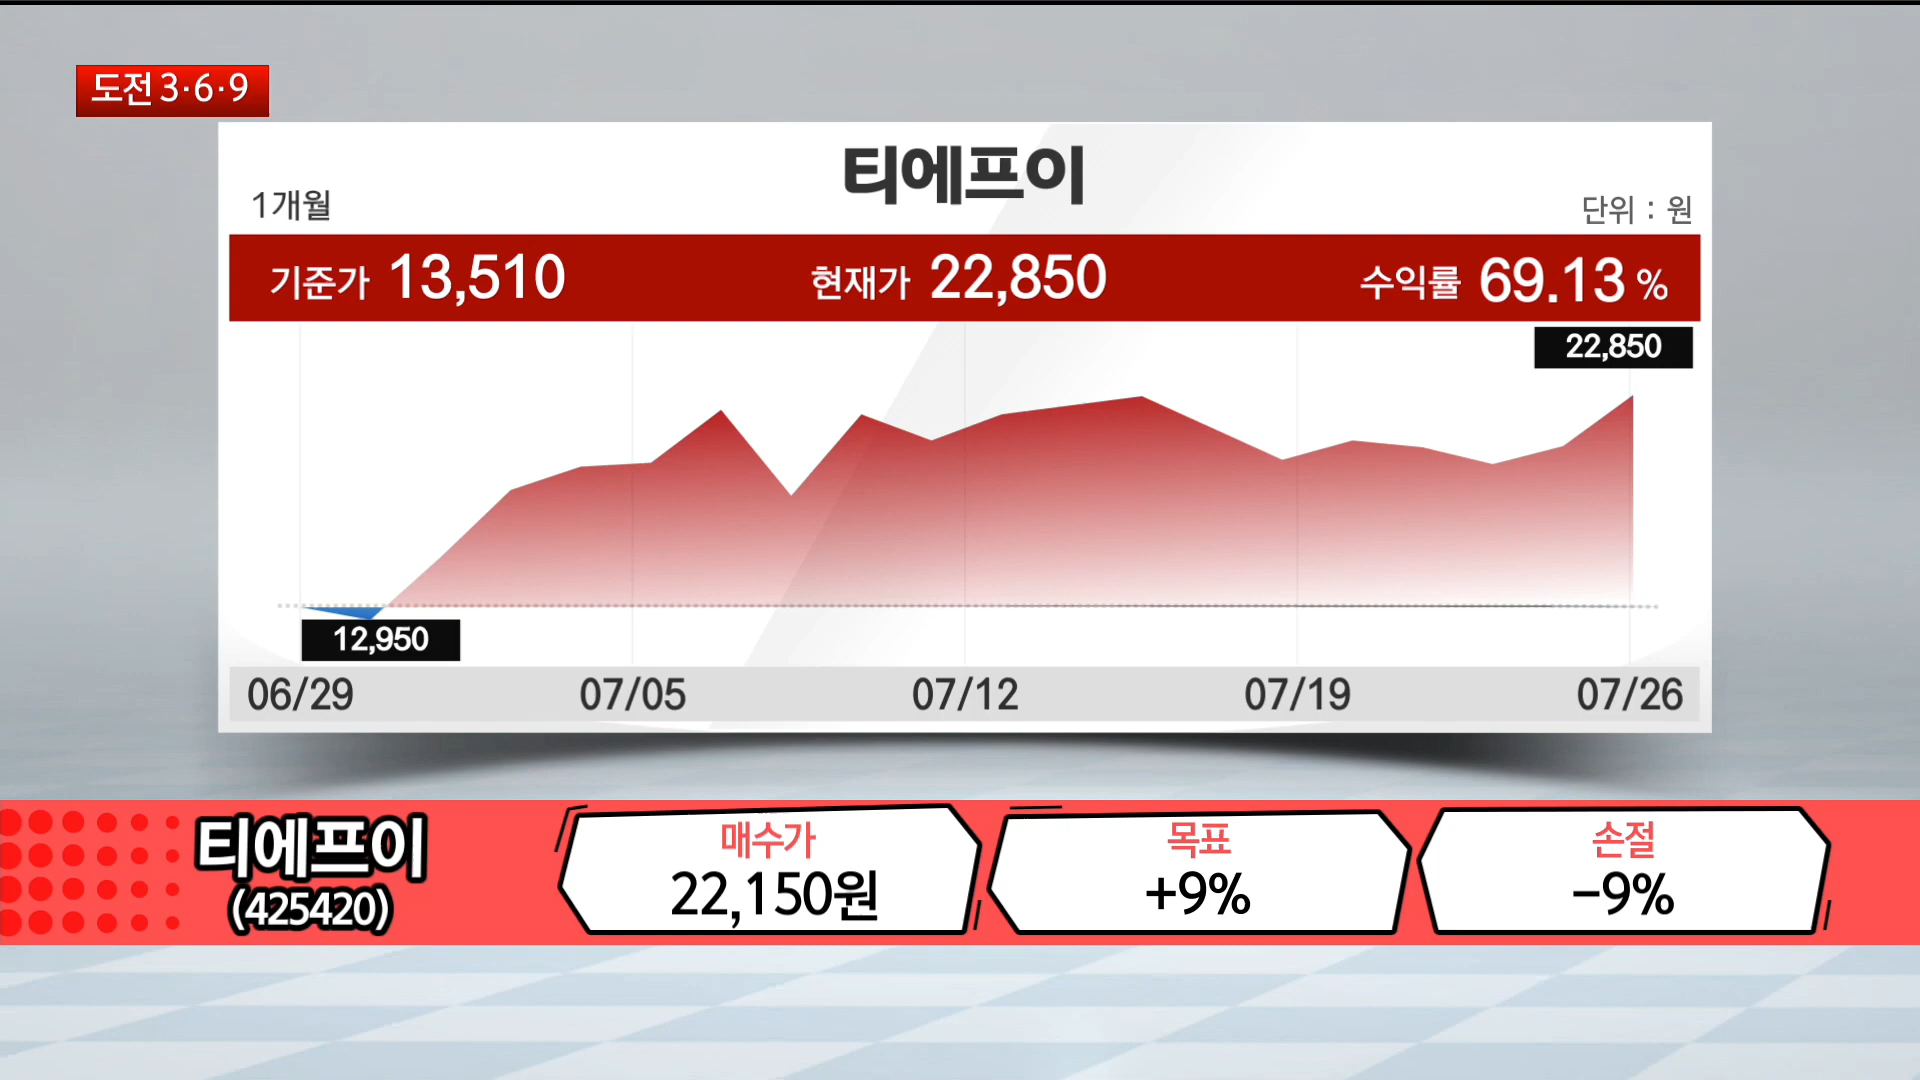 도전 3·6·9
티에프이
1개월
단위 : 원
기준가 13,510 현재가 22,850 수익률 69.13 %
22,850
12,950
06/29 07/05 07/12 07/19 07/26
티에프이
(425420)
매수가
22,150원
목표
+9%
손절
-9%